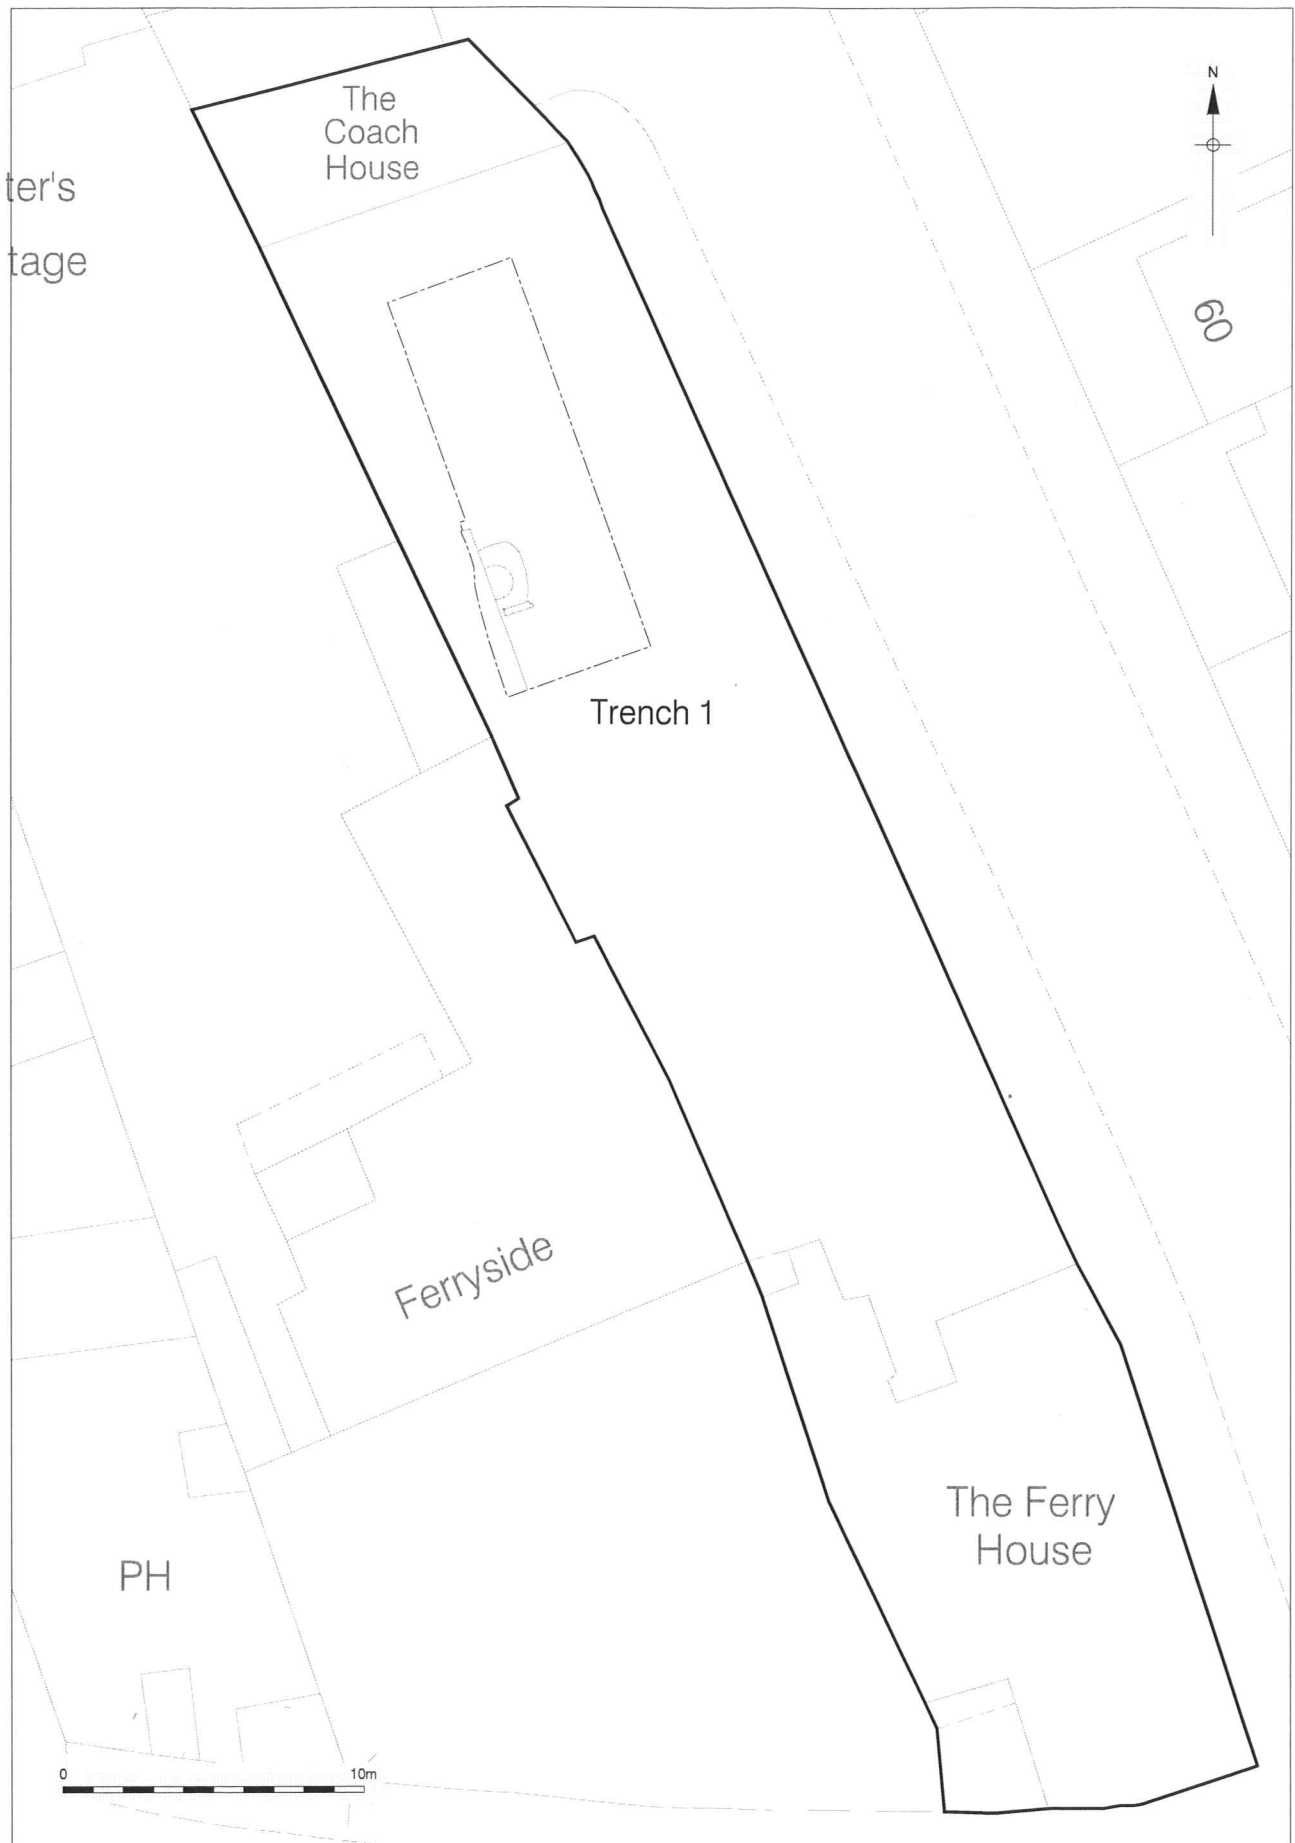 The
Coach
House
N
ter's
tage
60
Trench 1
Ferryside
The Ferry
House
PH
0 10m